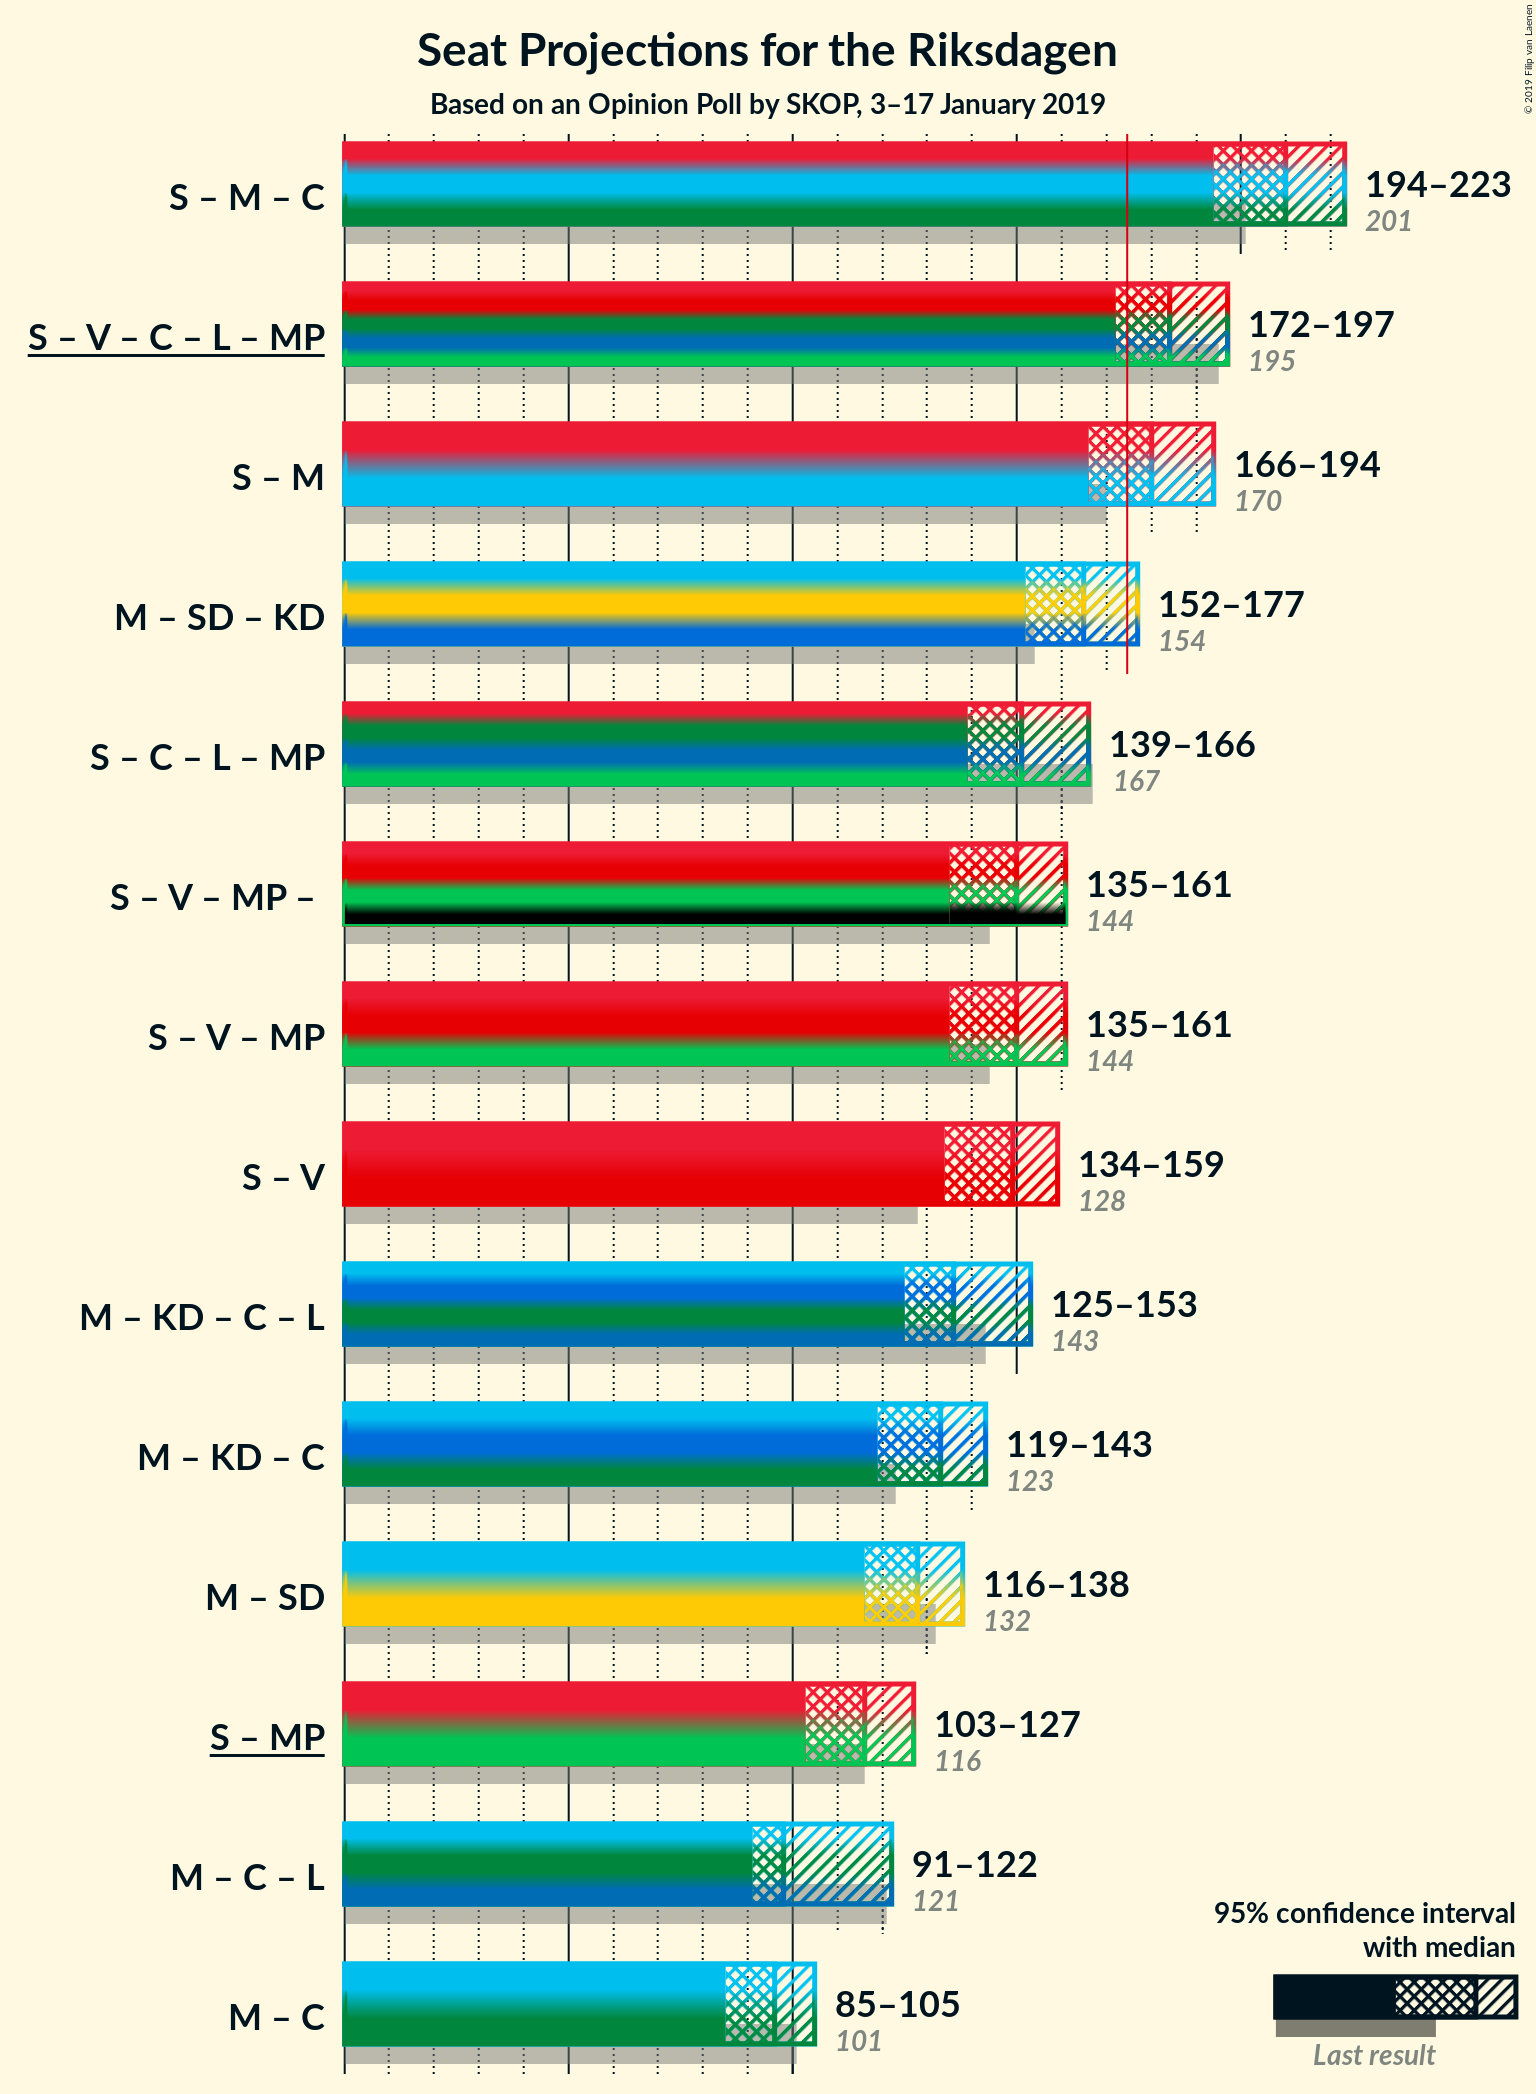 Seat Projections for the Riksdagen
Based on an Opinion Poll by SKOP, 3–17 January 2019
© 2019 Filip van Laenen
S – M – C
194–223
201
S – V – C – L – MP
172–197
195
S – M
166–194
170
M – SD – KD
152–177
154
S – C – L – MP
139–166
167
S – V – MP –
135–161
144
S – V – MP
135–161
144
S – V
134–159
128
M – KD – C – L
125–153
143
M – KD – C
119–143
123
M – SD
116–138
132
S – MP
103–127
116
M – C – L
91–122
121
M – C
85–105
101
95% confidence interval
with median
Last result